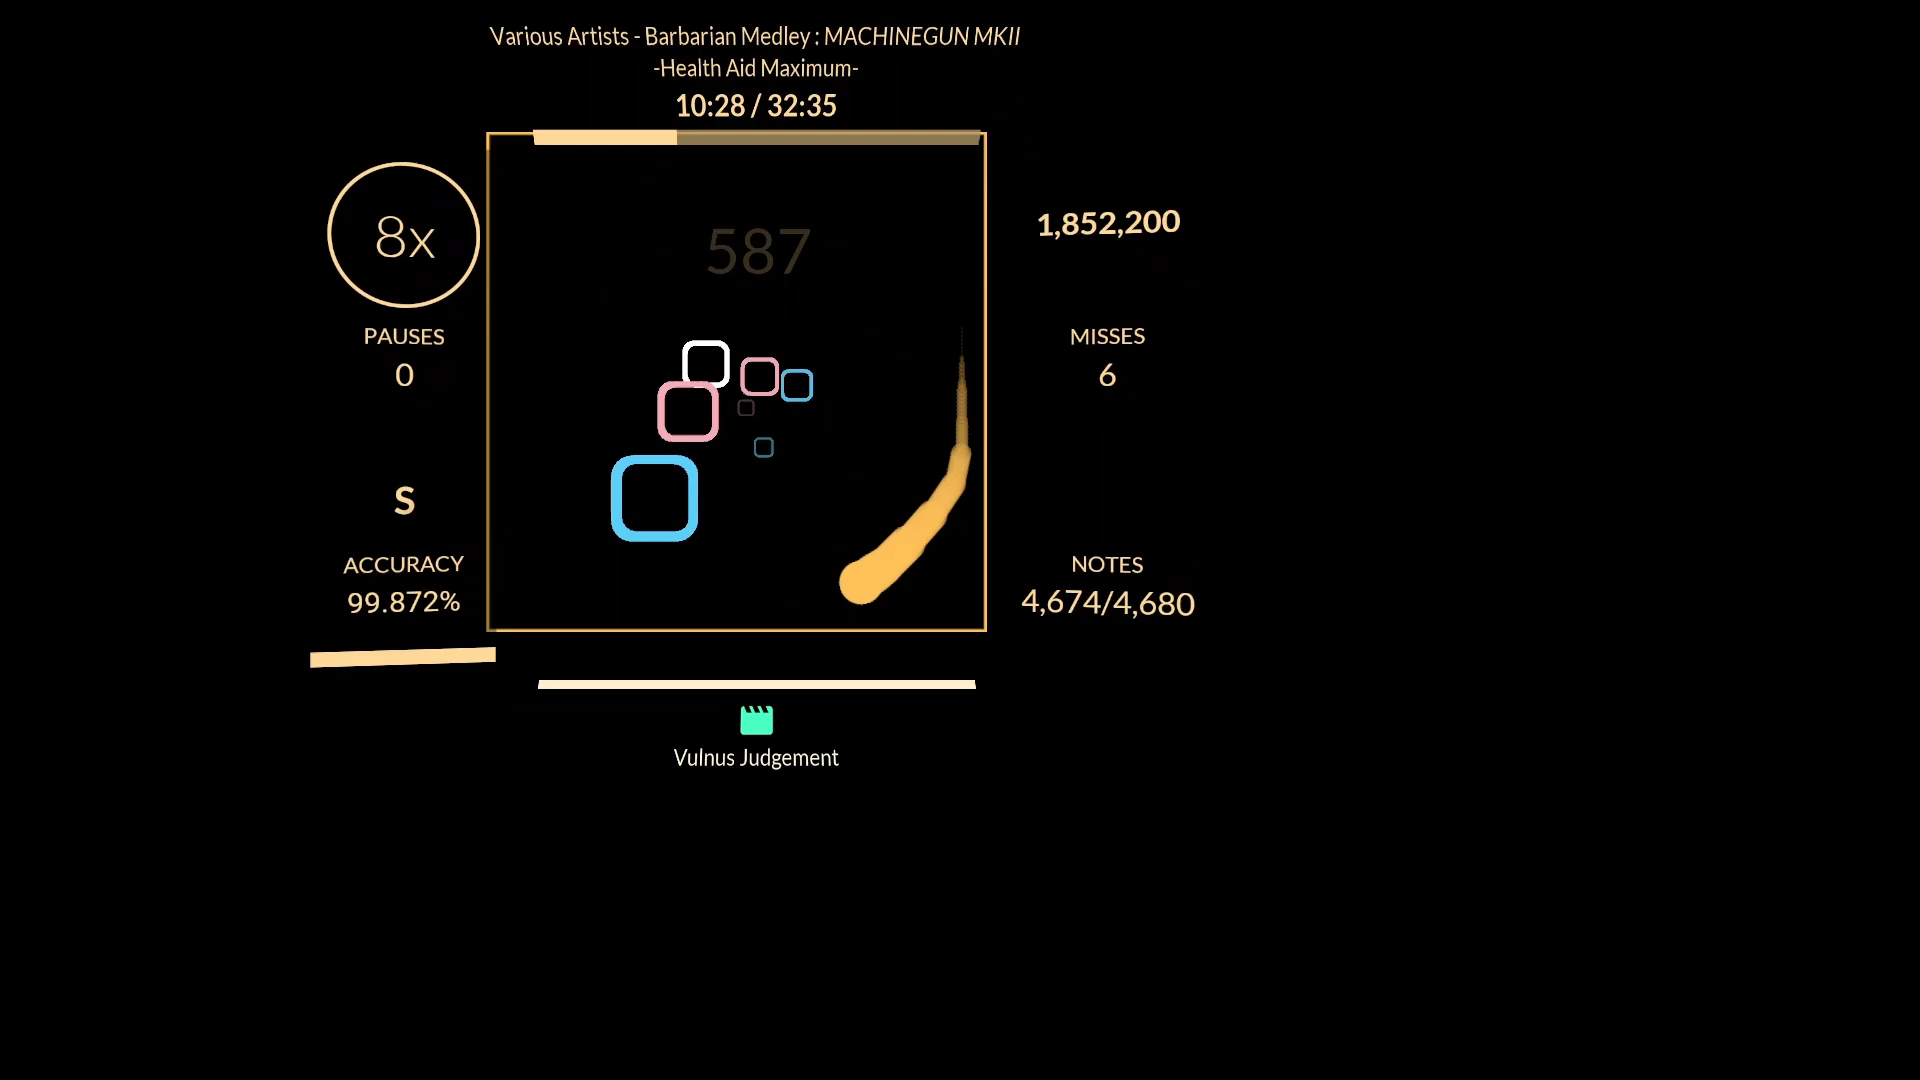 Various Artists - Barbarian Medley : MACHINEGUN MKII
-Health Aid Maximum-
10:28 / 32:35
8x
587
1,852,200
PAUSES
0
MISSES
6
S
ACCURACY
99.872%
NOTES
4,674/4,680
Vulnus Judgement